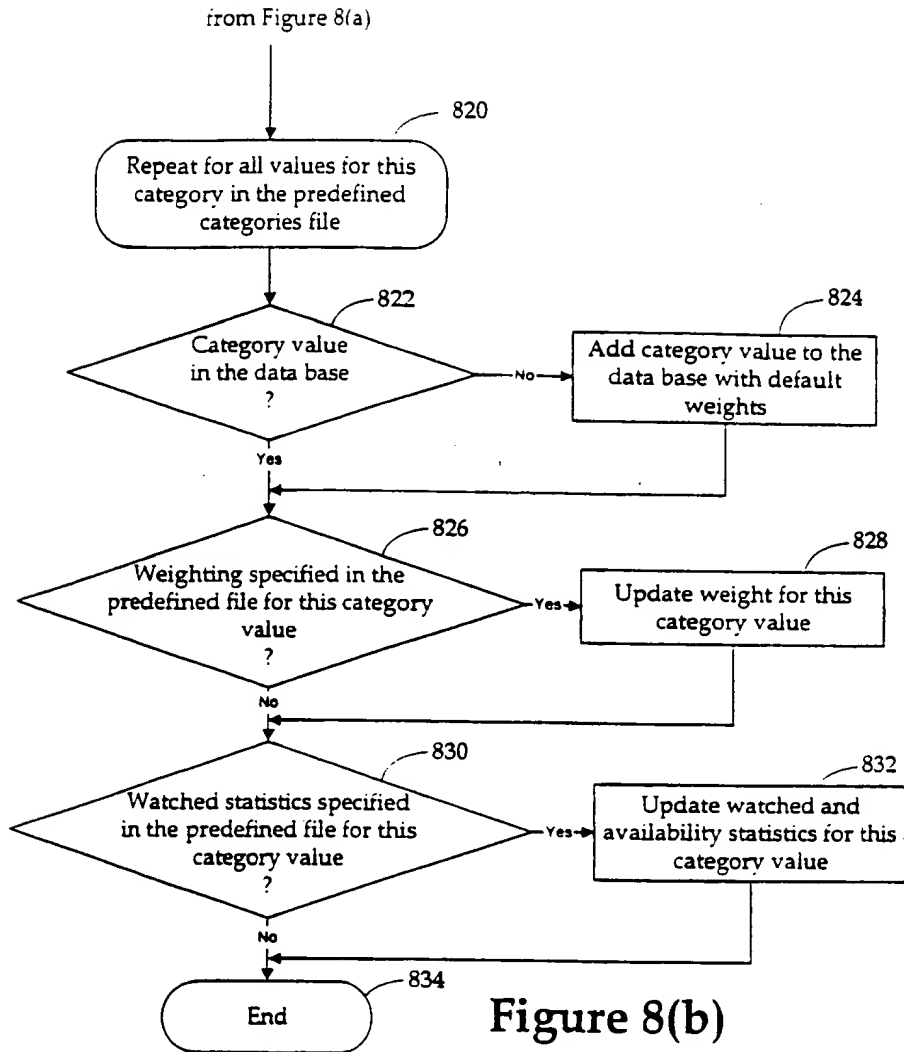 from Figure 8(a)
820
Repeat for all values for this
category in the predefined
categories file
822
Category value
in the data base
?
No
824
Add category value to the
data base with default
weights
Yes
826
Weighting specified in the
predefined file for this category
value
?
Yes
828
Update weight for this
category value
No
830
Watched statistics specified
in the predefined file for this
category value
?
Yes
832
Update watched and
availability statistics for this
category value
No
834
End
Figure 8(b)